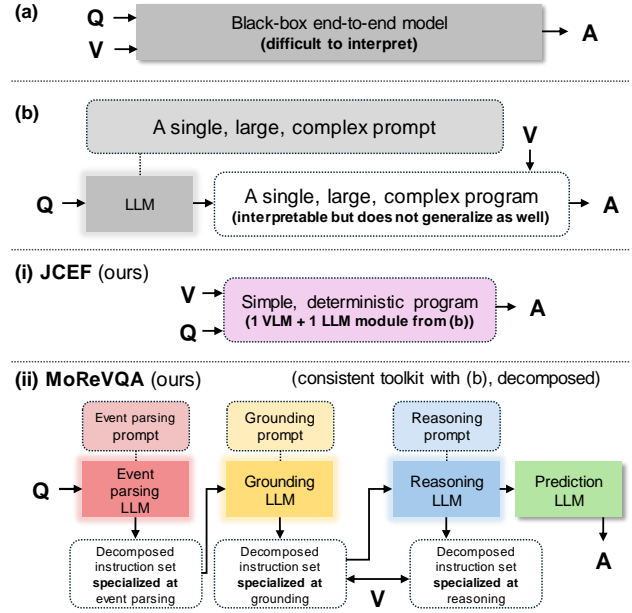 (a)
Q
V
Black-box end-to-end model
(difficult to interpret)
A
(b)
A single, large, complex prompt
V
Q
LLM
A single, large, complex program
(interpretable but does not generalize as well)
A
(i) JCEF (ours)
V
Q
Simple, deterministic program
(1 VLM + 1 LLM module from (b))
A
(ii) MoReVQA (ours)
(consistent toolkit with (b), decomposed)
Event parsing
prompt
Grounding
prompt
Reasoning
prompt
Q
Event
parsing
LLM
Grounding
LLM
Reasoning
LLM
Prediction
LLM
Decomposed
instruction set
specialized at
event parsing
Decomposed
instruction set
specialized at
grounding
V
Decomposed
instruction set
specialized at
reasoning
A